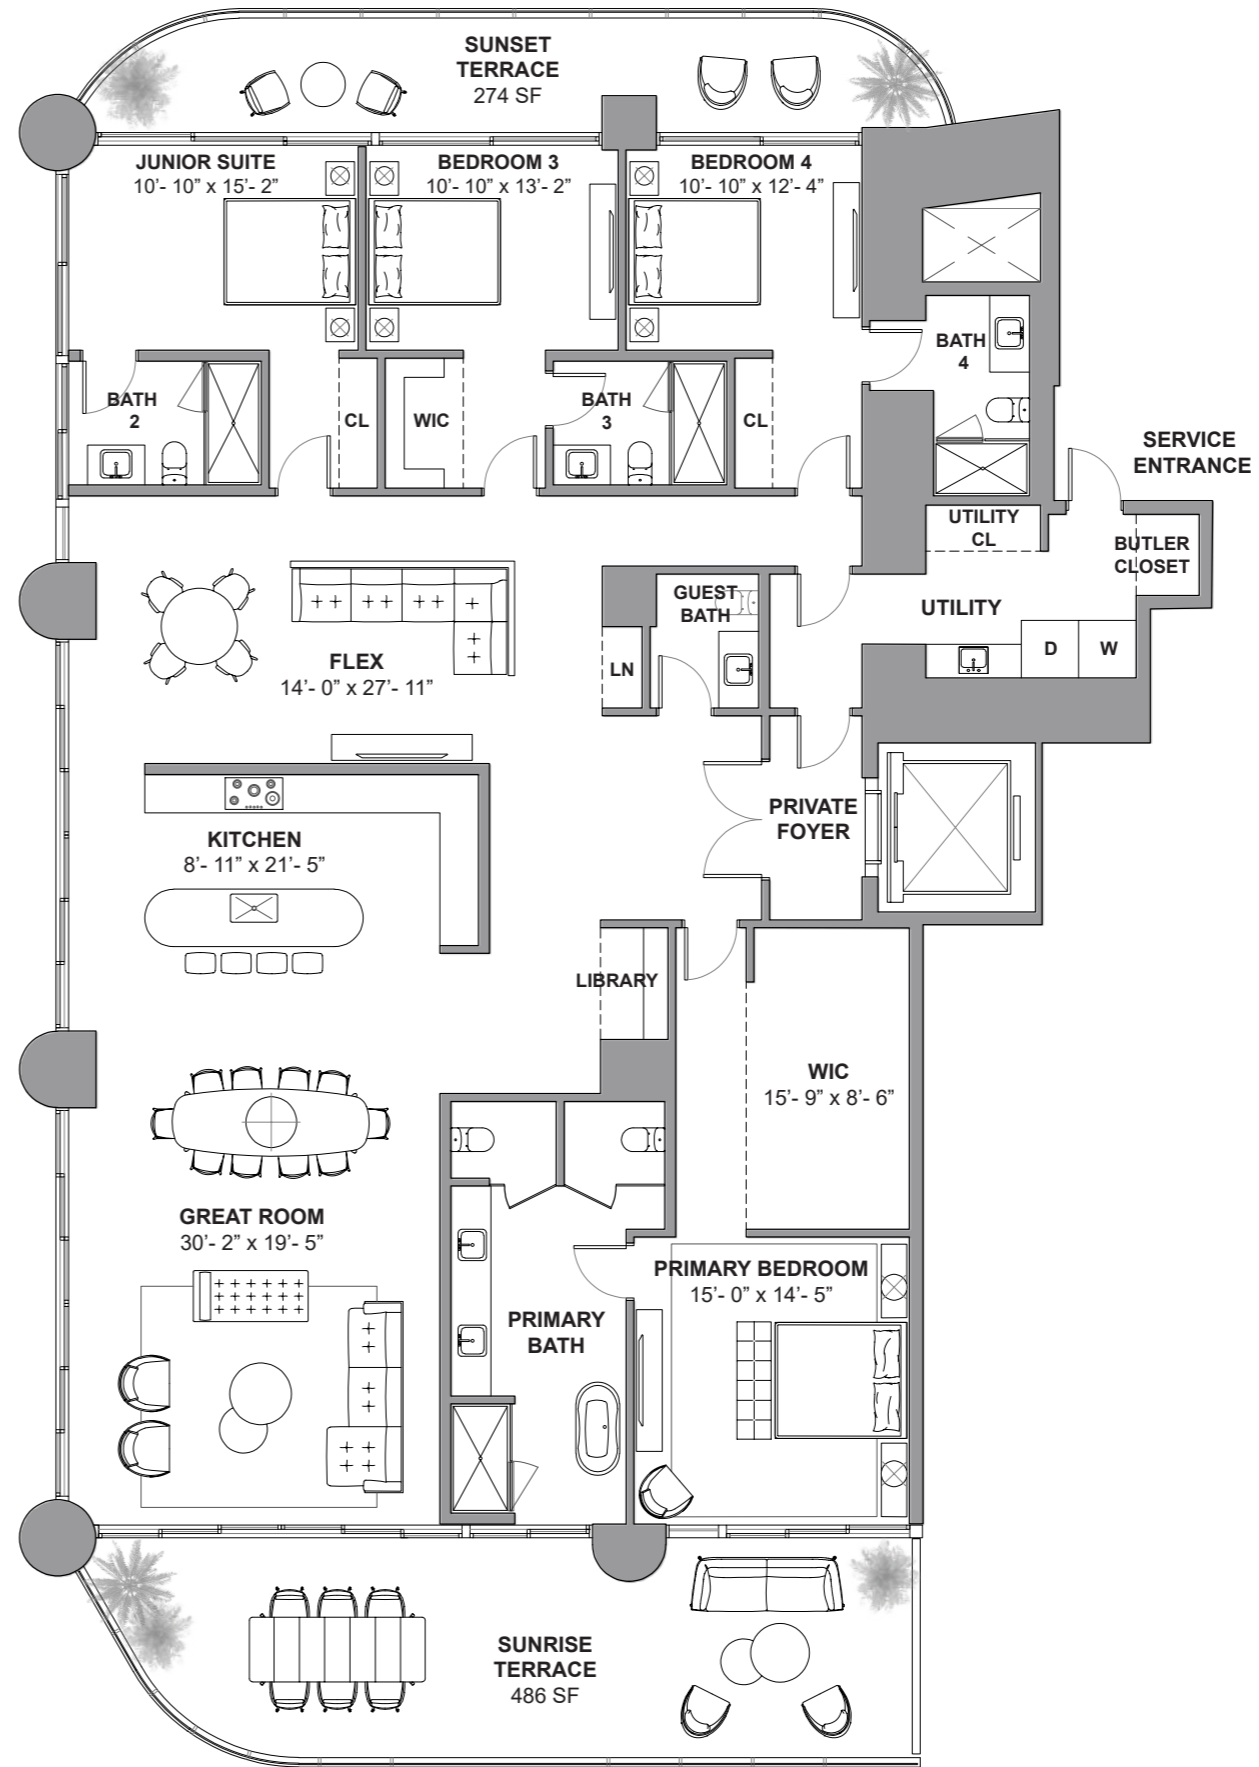 SUNSET
TERRACE
274 SF
JUNIOR SUITE
10’- 10” x 15’- 2”
BEDROOM 3
10’- 10” x 13’- 2”
BEDROOM 4
10’- 10” x 12’- 4”
BATH
2
CL
WIC
BATH
3
CL
BATH
4
SERVICE
ENTRANCE
UTILITY
CL
BUTLER
CLOSET
GUEST
BATH
UTILITY
D
W
LN
FLEX
14’- 0” x 27’- 11”
PRIVATE
FOYER
KITCHEN
8’- 11” x 21’- 5”
LIBRARY
WIC
15’- 9” x 8’- 6”
GREAT ROOM
30’- 2” x 19’- 5”
PRIMARY BEDROOM
15’- 0” x 14’- 5”
PRIMARY
BATH
SUNRISE
TERRACE
486 SF